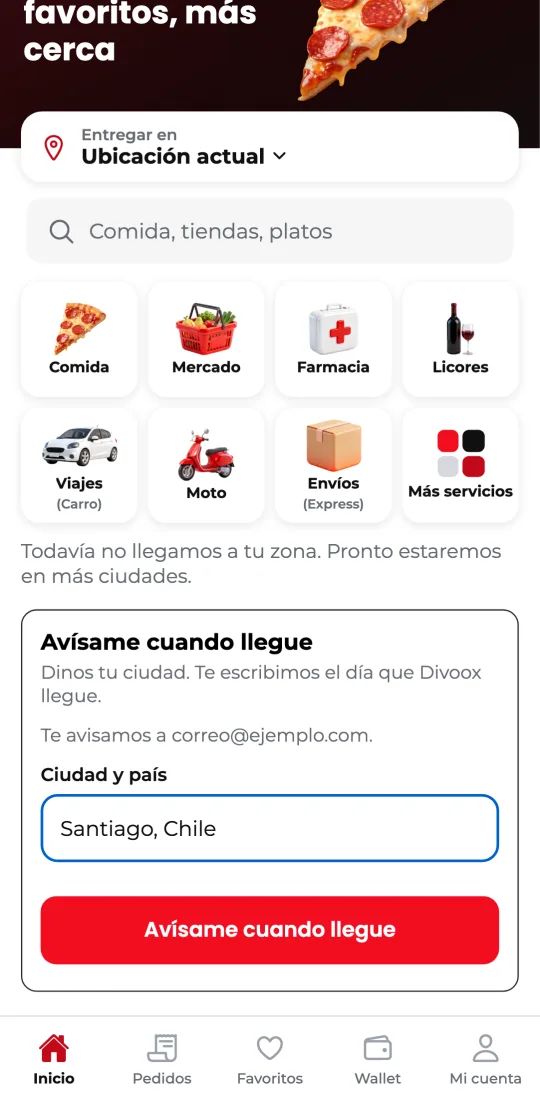 favoritos, más
cerca
Entregar en
Ubicación actual
Comida, tiendas, platos
Comida
Mercado
Farmacia
Licores
Viajes
(Carro)
Moto
Envíos
(Express)
Más servicios
Todavía no llegamos a tu zona. Pronto estaremos
en más ciudades.
Avísame cuando llegue
Dinos tu ciudad. Te escribimos el día que Divoox
llegue.
Te avisamos a correo@ejemplo.com.
Ciudad y país
Santiago, Chile
Avísame cuando llegue
Inicio
Pedidos
Favoritos
Wallet
Mi cuenta